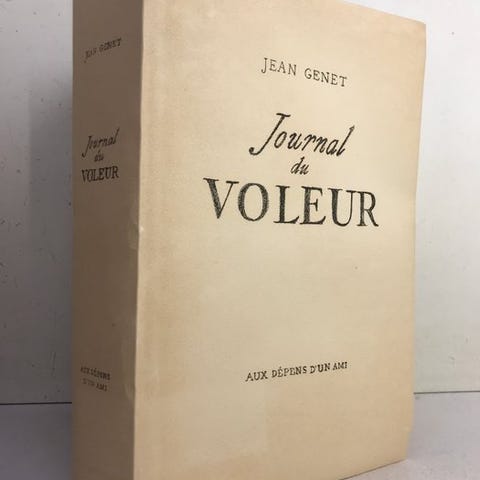 JEAN GENET
Journal
du
VOLEUR
AUX DÉPENS
D'UN AMI
JEAN GENET
Journal
du
VOLEUR
AUX DÉPENS D'UN AMI